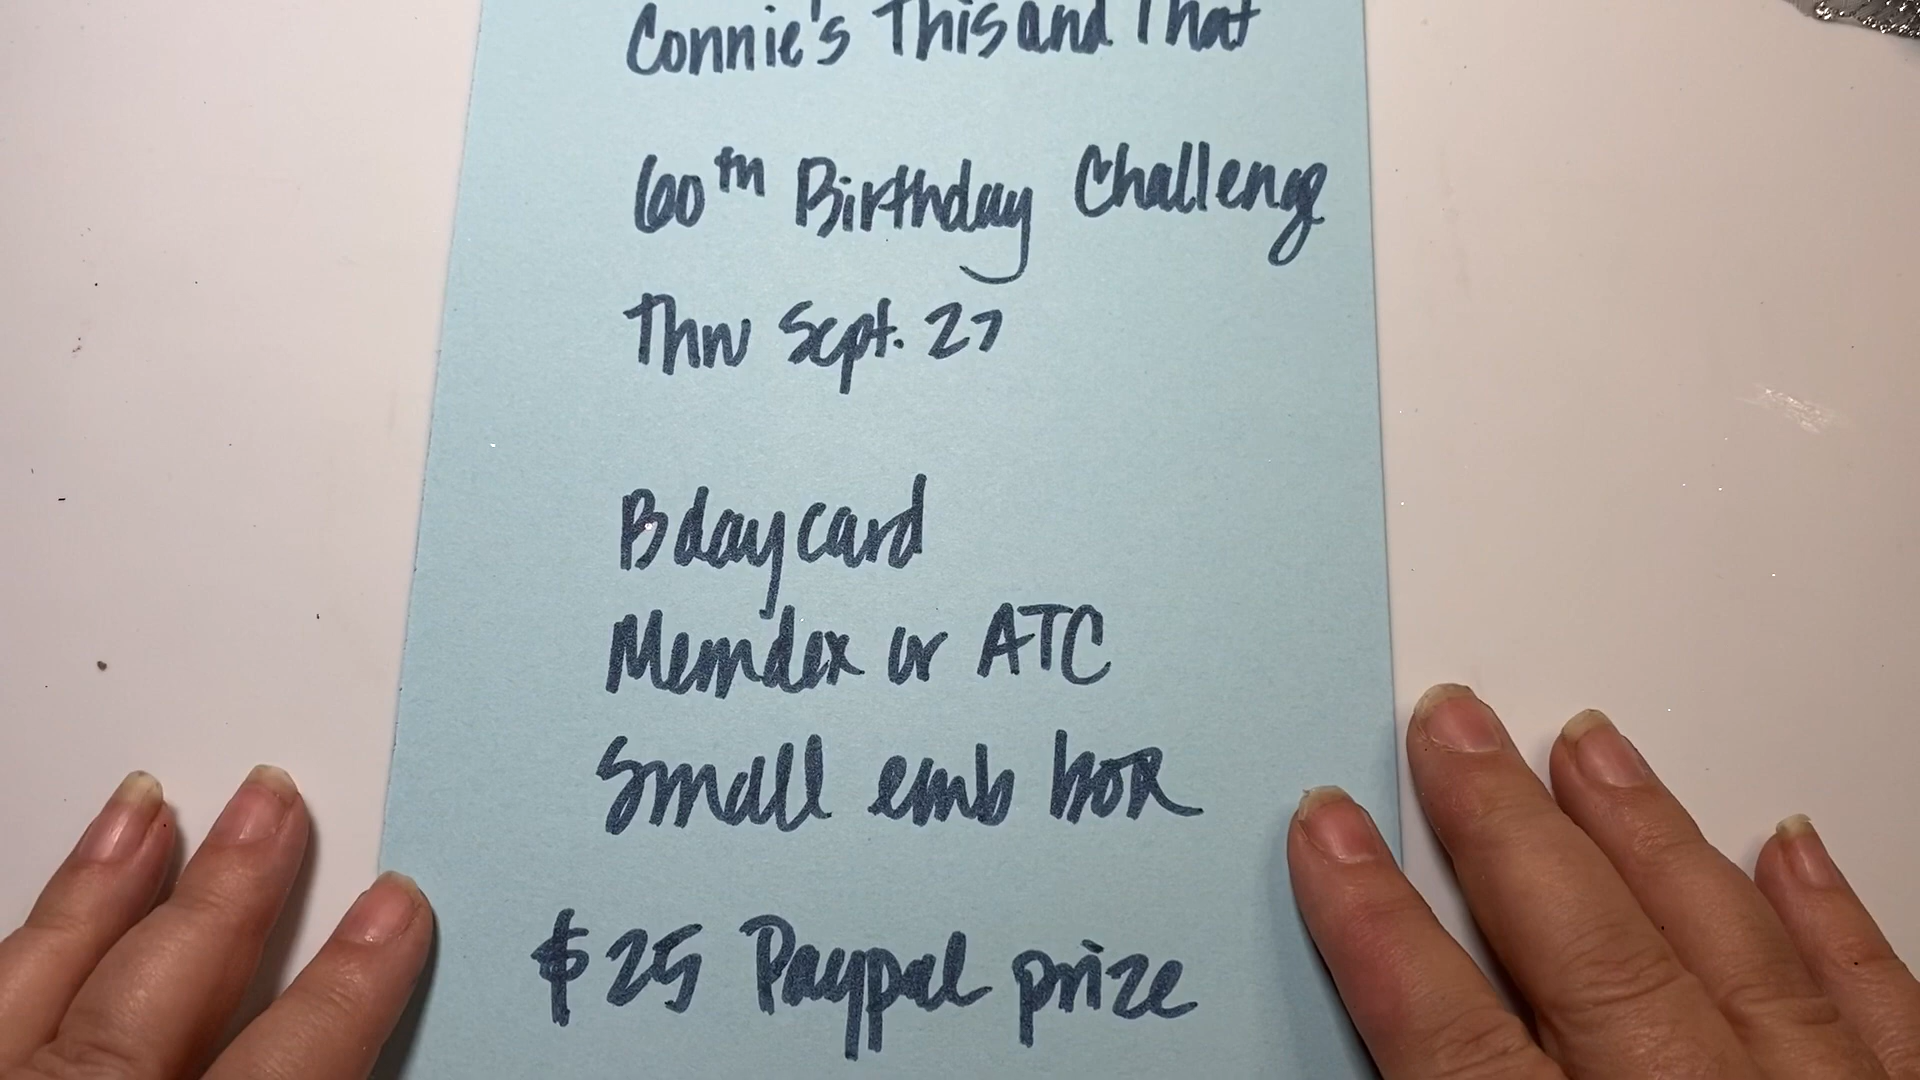 Connie's This and That
60th Birthday Challenge
Thru Sept. 27
Bday card
Memdex or ATC
Small emb box
$25 Paypal prize